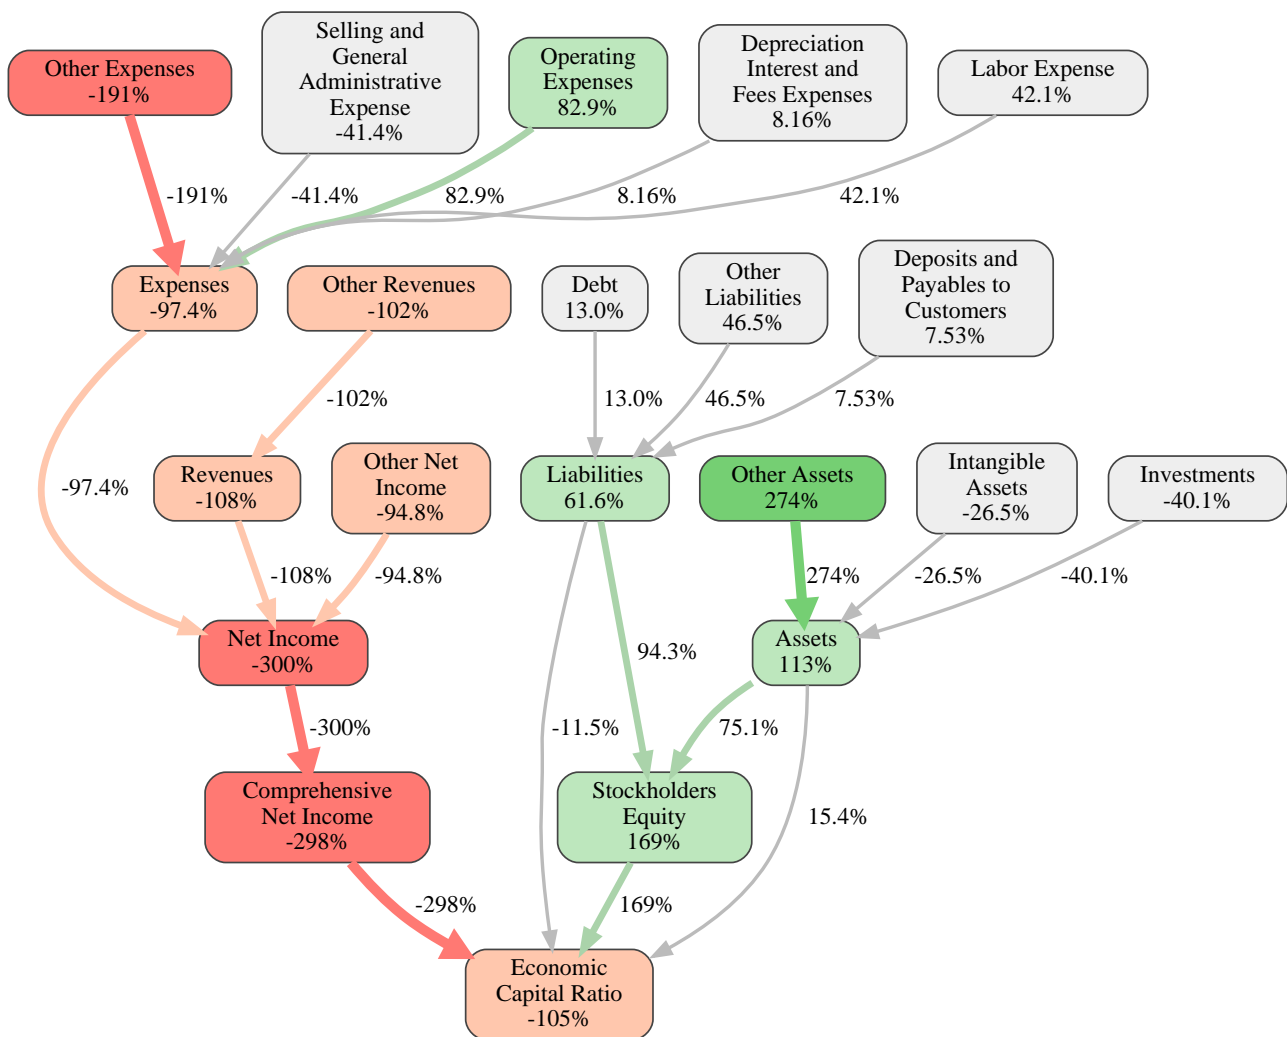 Other Expenses
-191%
Selling and
General
Administrative
Expense
-41.4%
Operating
Expenses
82.9%
Depreciation
Interest and
Fees Expenses
8.16%
Labor Expense
42.1%
-191%
-41.4%
82.9%
8.16%
42.1%
Expenses
-97.4%
Other Revenues
-102%
Debt
13.0%
Other
Liabilities
46.5%
Deposits and
Payables to
Customers
7.53%
-102%
13.0%
46.5%
7.53%
-97.4%
Revenues
-108%
Other Net
Income
-94.8%
Liabilities
61.6%
Other Assets
274%
Intangible
Assets
-26.5%
Investments
-40.1%
-108%
-94.8%
274%
-26.5%
-40.1%
Net Income
-300%
94.3%
Assets
113%
-300%
-11.5%
75.1%
Comprehensive
Net Income
-298%
Stockholders
Equity
169%
15.4%
-298%
169%
Economic
Capital Ratio
-105%